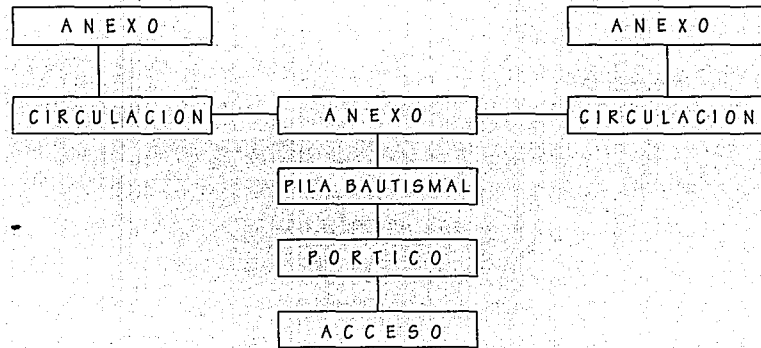 ANEXO
ANEXO
CIRCULACION
ANEXO
CIRCULACION
PILA BAUTISMAL
PORTICO
ACCESO